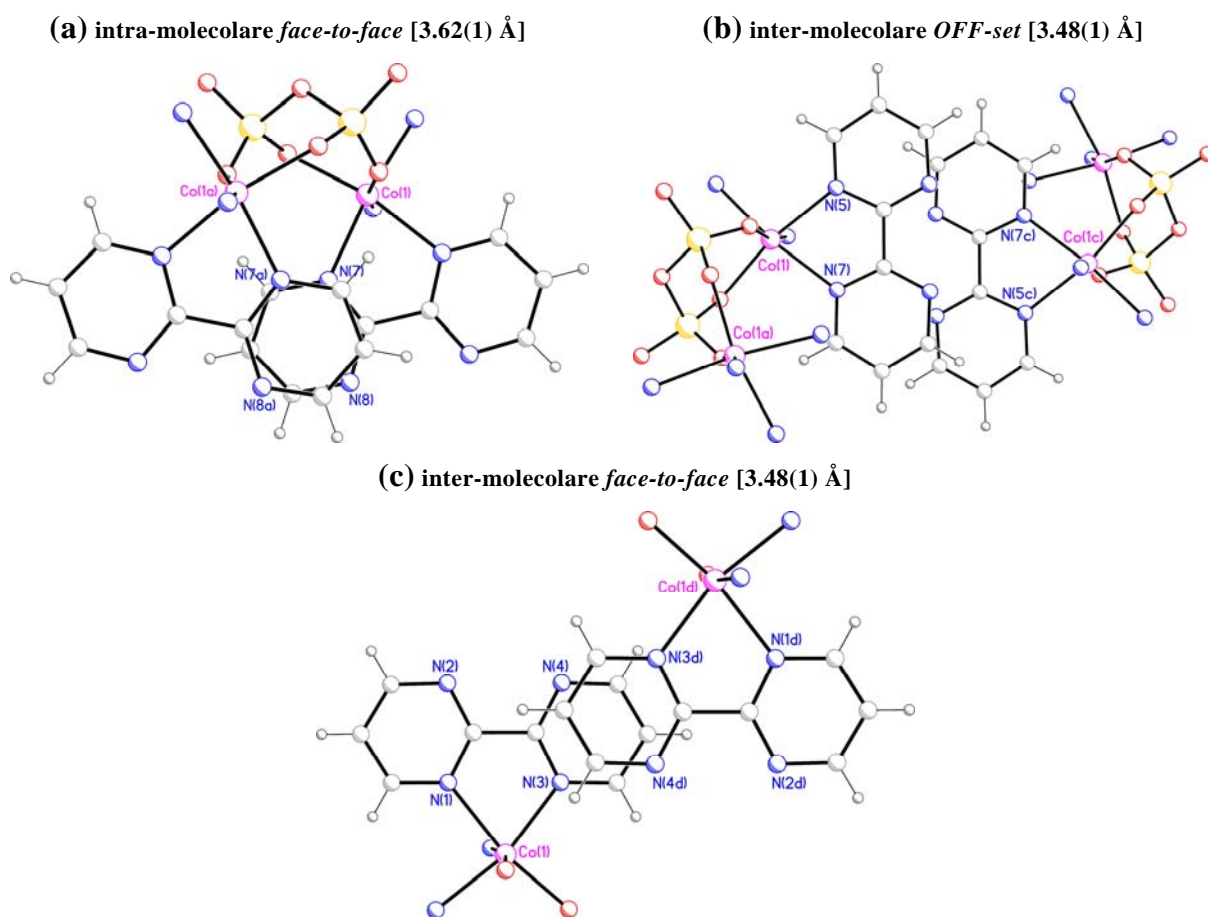 (a) intra-molecolare face-to-face [3.62(1) Å]
(b) inter-molecolare OFF-set [3.48(1) Å]
Co(1a)
Co(1)
N(7a)
N(7)
N(8a)
N(8)
N(5)
N(7c)
Co(1)
Co(1c)
N(7)
N(5c)
Co(1a)
(c) inter-molecolare face-to-face [3.48(1) Å]
Co(1d)
N(2)
N(4)
N(3d)
N(1d)
N(1)
N(3)
N(4d)
N(2d)
Co(1)